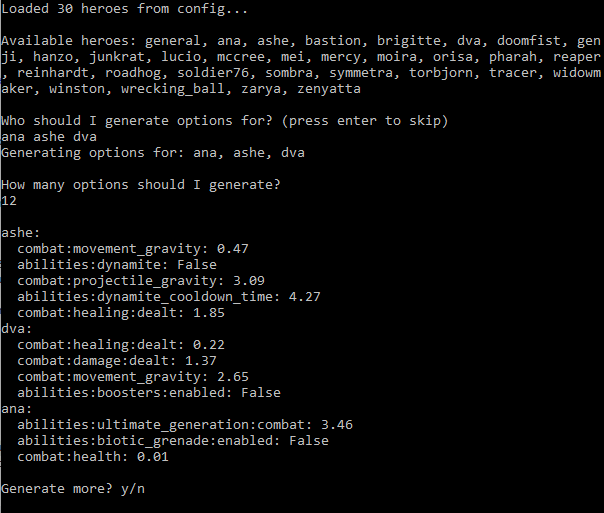 Loaded 30 heroes from config...
Available heroes: general, ana, ashe, bastion, brigitte, dva, doomfist, gen
ji, hanzo, junkrat, lucio, mccree, mei, mercy, moira, orisa, pharah, reaper
, reinhardt, roadhog, soldier76, sombra, symmetra, torbjorn, tracer, widowm
aker, winston, wrecking_ball, zarya, zenyatta
Who should I generate options for? (press enter to skip)
ana ashe dva
Generating options for: ana, ashe, dva
How many options should I generate?
12
ashe:
  combat:movement_gravity: 0.47
  abilities:dynamite: False
  combat:projectile_gravity: 3.09
  abilities:dynamite_cooldown_time: 4.27
  combat:healing:dealt: 1.85
dva:
  combat:healing:dealt: 0.22
  combat:damage:dealt: 1.37
  combat:movement_gravity: 2.65
  abilities:boosters:enabled: False
ana:
  abilities:ultimate_generation:combat: 3.46
  abilities:biotic_grenade:enabled: False
  combat:health: 0.01
Generate more? y/n